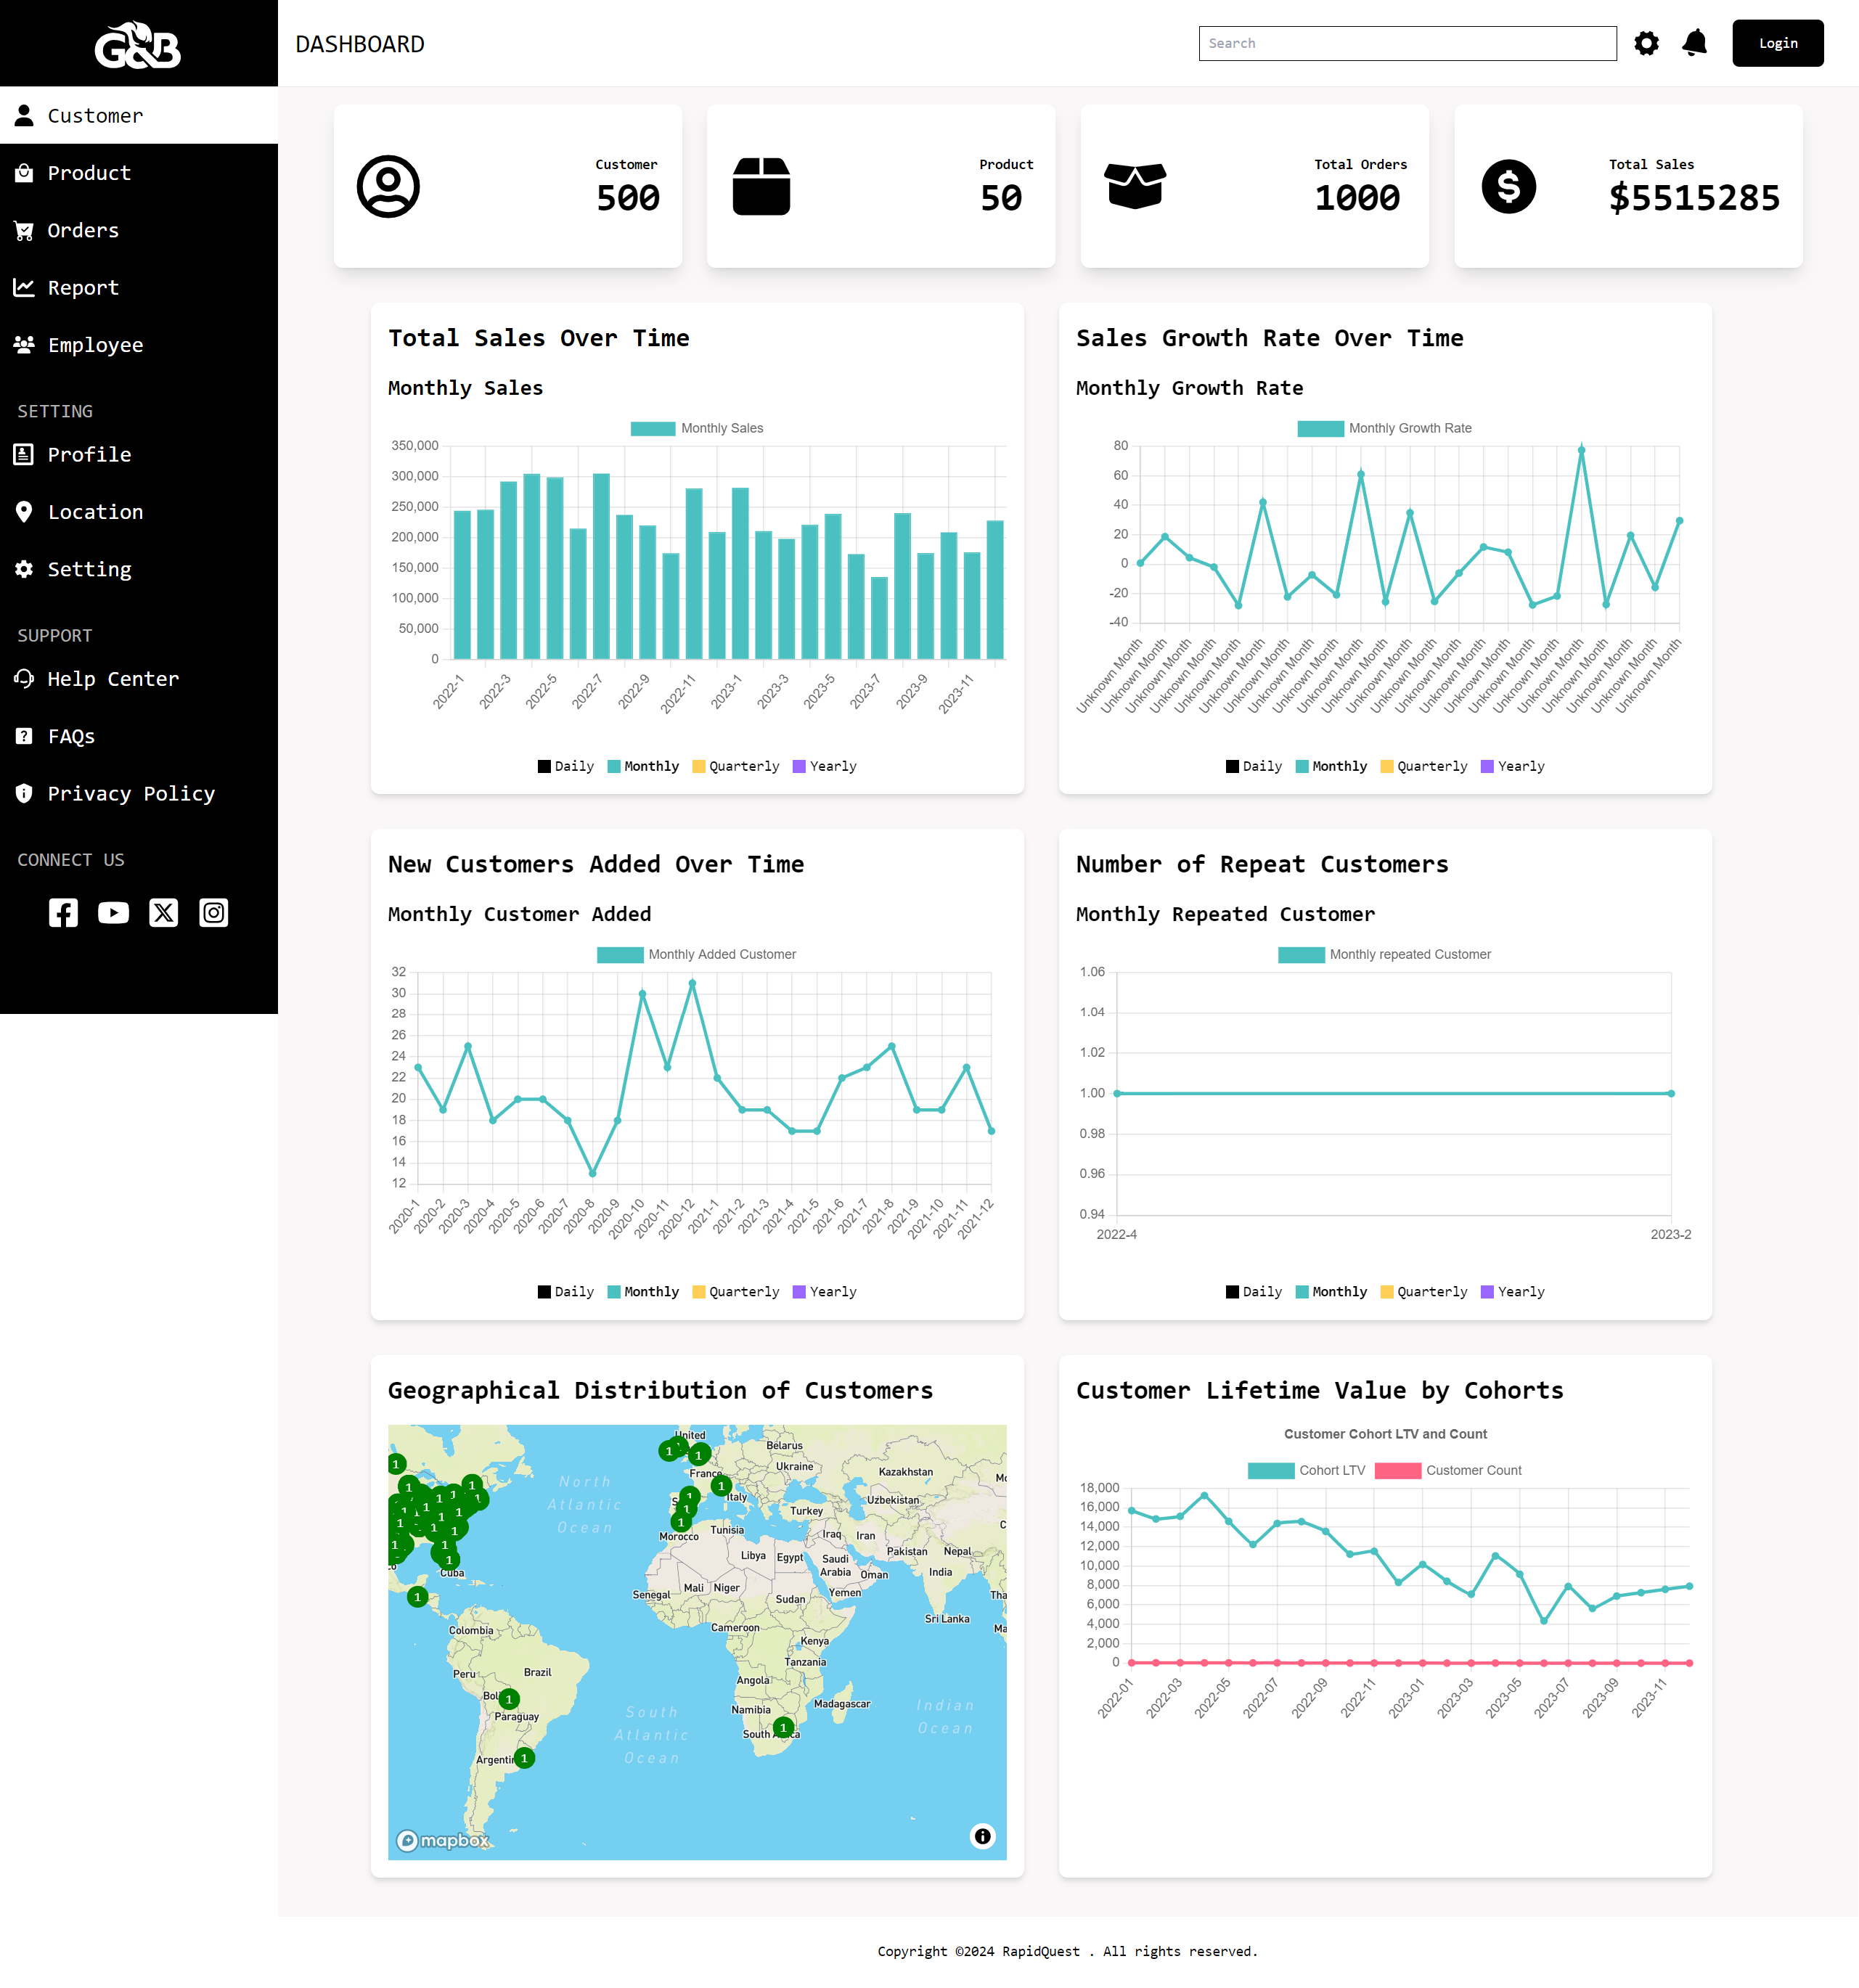 G&B
DASHBOARD
Search
Login
Customer
Product
Orders
Report
Employee
SETTING
Profile
Location
Setting
SUPPORT
Help Center
FAQs
Privacy Policy
CONNECT US
Customer
500
Product
50
Total Orders
1000
Total Sales
$5515285
Total Sales Over Time
Monthly Sales
Monthly Sales
350,000
300,000
250,000
200,000
150,000
100,000
50,000
0
2022-1 2022-3 2022-5 2022-7 2022-9 2022-11 2023-1 2023-3 2023-5 2023-7 2023-9 2023-11
Daily Monthly Quarterly Yearly
Sales Growth Rate Over Time
Monthly Growth Rate
Monthly Growth Rate
80
60
40
20
0
-20
-40
Unknown Month Unknown Month Unknown Month Unknown Month Unknown Month Unknown Month Unknown Month Unknown Month Unknown Month Unknown Month Unknown Month Unknown Month Unknown Month Unknown Month Unknown Month Unknown Month Unknown Month Unknown Month Unknown Month Unknown Month Unknown Month Unknown Month Unknown Month
Daily Monthly Quarterly Yearly
New Customers Added Over Time
Monthly Customer Added
Monthly Added Customer
32
30
28
26
24
22
20
18
16
14
12
2020-1 2020-2 2020-3 2020-4 2020-5 2020-6 2020-7 2020-8 2020-9 2020-10 2020-11 2020-12 2021-1 2021-2 2021-3 2021-4 2021-5 2021-6 2021-7 2021-8 2021-9 2021-10 2021-11 2021-12
Daily Monthly Quarterly Yearly
Number of Repeat Customers
Monthly Repeated Customer
Monthly repeated Customer
1.06
1.04
1.02
1.00
0.98
0.96
0.94
2022-4 2023-2
Daily Monthly Quarterly Yearly
Geographical Distribution of Customers
United
Belarus
Ukraine
Kazakhstan
France
North
Atlantic
Ocean
Italy
Uzbekistan
Turkey
Morocco
Tunisia
Iraq Iran
Libya Egypt Saudi
Arabia Oman
Pakistan Nepal
India
Cuba
Senegal
Mali Niger
Sudan
Yemen
Sri Lanka
Colombia
Cameroon
Kenya
Tanzania
Peru
Brazil
Angola
Paraguay
South
Atlantic
Ocean
Namibia
Madagascar
Indian
Ocean
1 1 1 1 1 1 1 1 1 1 1 1
mapbox
Customer Lifetime Value by Cohorts
Customer Cohort LTV and Count
Cohort LTV Customer Count
18,000
16,000
14,000
12,000
10,000
8,000
6,000
4,000
2,000
0
2022-01 2022-03 2022-05 2022-07 2022-09 2022-11 2023-01 2023-03 2023-05 2023-07 2023-09 2023-11
Copyright ©2024 RapidQuest . All rights reserved.